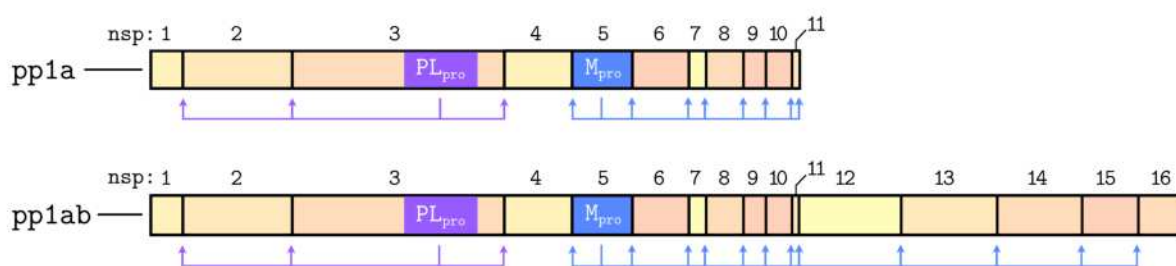 11
nsp: 1 2 3 4 5 6 7 8 9 10
pp1a PLpro Mpro
11
nsp: 1 2 3 4 5 6 7 8 9 10 12 13 14 15 16
pp1ab PLpro Mpro